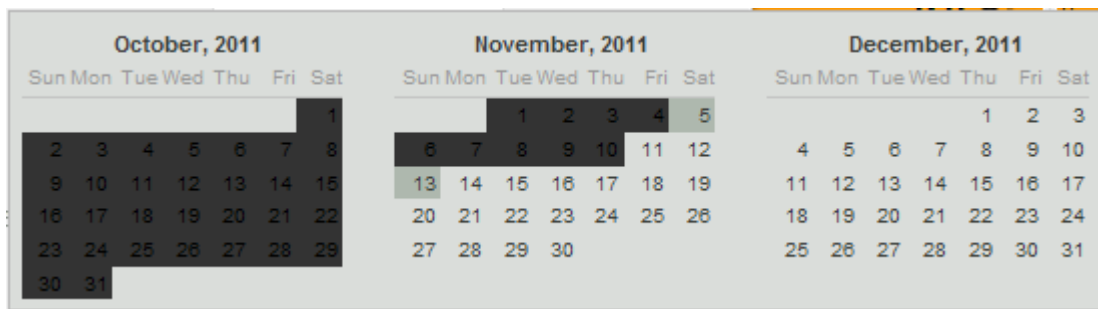 October, 2011
Sun Mon Tue Wed Thu Fri Sat
1
2 3 4 5 6 7 8
9 10 11 12 13 14 15
16 17 18 19 20 21 22
23 24 25 26 27 28 29
30 31
November, 2011
Sun Mon Tue Wed Thu Fri Sat
1 2 3 4 5
6 7 8 9 10 11 12
13 14 15 16 17 18 19
20 21 22 23 24 25 26
27 28 29 30
December, 2011
Sun Mon Tue Wed Thu Fri Sat
1 2 3
4 5 6 7 8 9 10
11 12 13 14 15 16 17
18 19 20 21 22 23 24
25 26 27 28 29 30 31